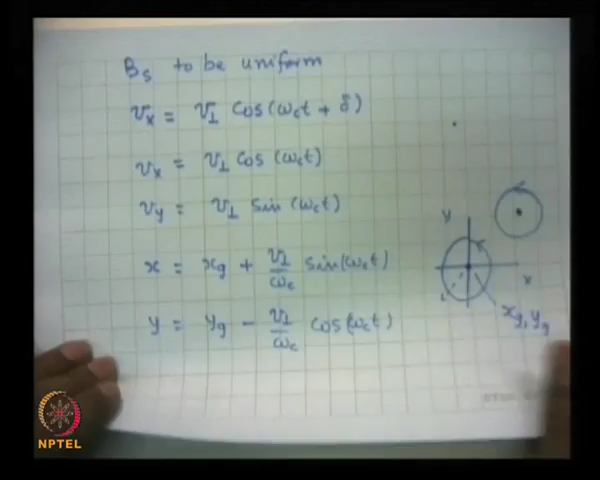 Bs to be uniform
vx = v⊥ cos(ωct + δ)
vx = v⊥ cos(ωct)
vy = v⊥ sin(ωct)
x = xg + v⊥/ωc sin(ωct)
y = yg - v⊥/ωc cos(ωct)
y
x
xg, yg
NPTEL